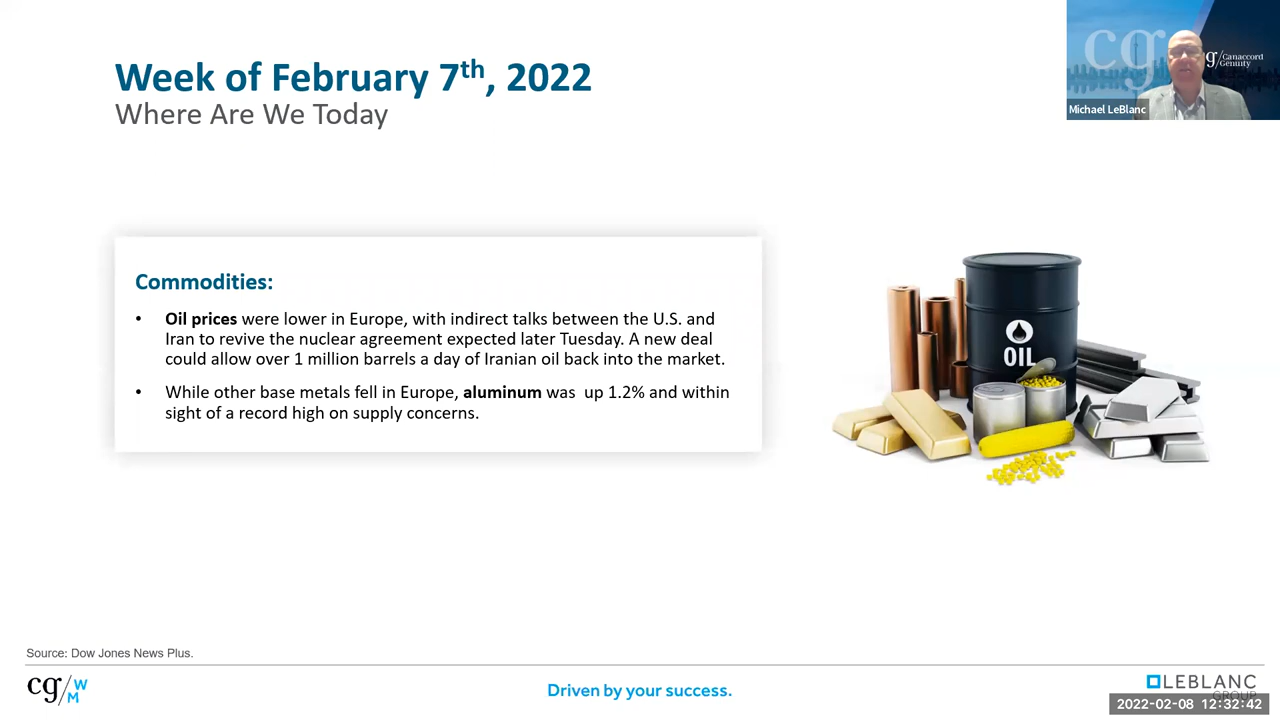 Week of February 7th, 2022
Where Are We Today
cg
g/Canaccord
Genuity
Michael LeBlanc
Commodities:
• Oil prices were lower in Europe, with indirect talks between the U.S. and
Iran to revive the nuclear agreement expected later Tuesday. A new deal
could allow over 1 million barrels a day of Iranian oil back into the market.
• While other base metals fell in Europe, aluminum was  up 1.2% and within
sight of a record high on supply concerns.
OIL
Source: Dow Jones News Plus.
cg/WM
Driven by your success.
LEBLANC
GROUP
2022-02-08 12:32:42